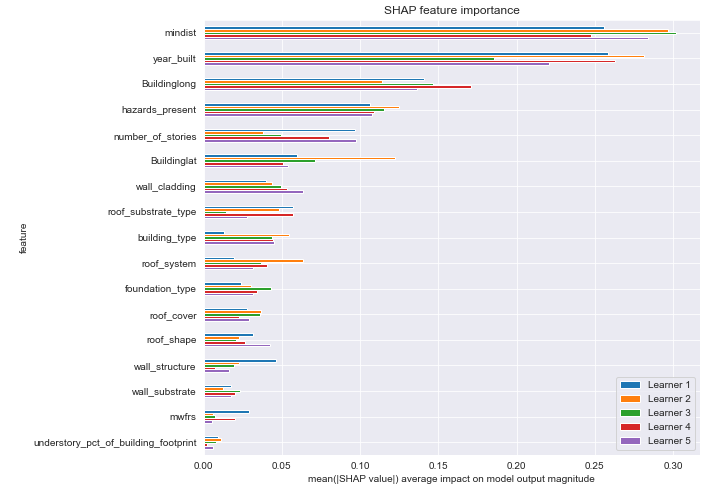 SHAP feature importance
mindist
year_built
Buildinglong
hazards_present
number_of_stories
Buildinglat
wall_cladding
roof_substrate_type
building_type
roof_system
foundation_type
roof_cover
roof_shape
wall_structure
wall_substrate
mwfrs
understory_pct_of_building_footprint
feature
Learner 1
Learner 2
Learner 3
Learner 4
Learner 5
0.00 0.05 0.10 0.15 0.20 0.25 0.30
mean(|SHAP value|) average impact on model output magnitude